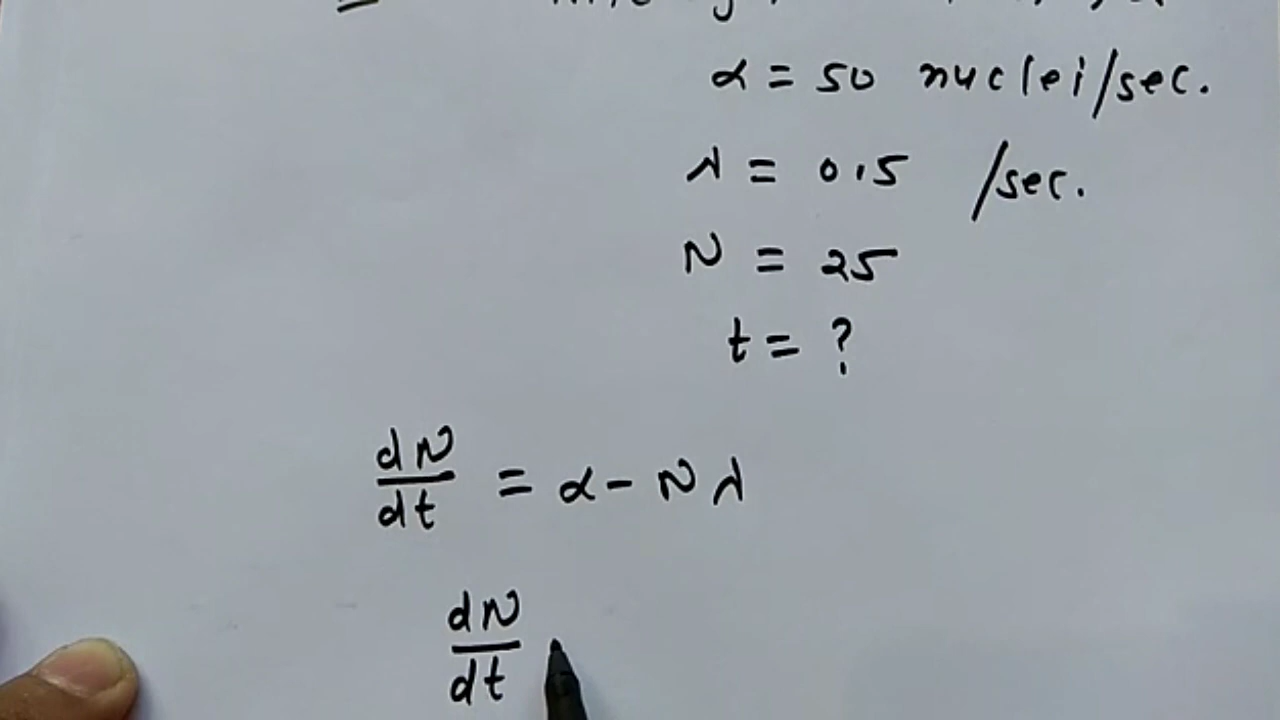 α = 50 nuclei/sec.
λ = 0.5 /sec.
N = 25
t = ?
dN/dt = α - Nλ
dN/dt